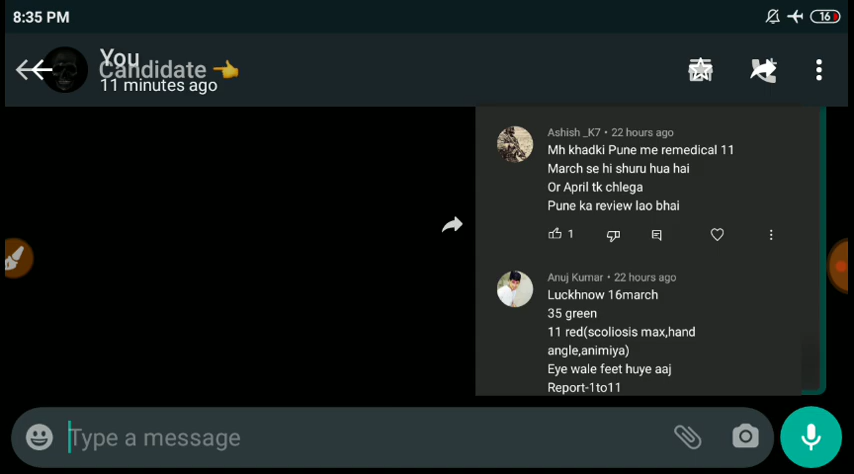 8:35 PM
16
You
Candidate 👈
11 minutes ago
Ashish _K7 • 22 hours ago
Mh khadki Pune me remedical 11
March se hi shuru hua hai
Or April tk chlega
Pune ka review lao bhai
1
Anuj Kumar • 22 hours ago
Luckhnow 16march
35 green
11 red(scoliosis max,hand
angle,animiya)
Eye wale feet huye aaj
Report-1to11
Type a message